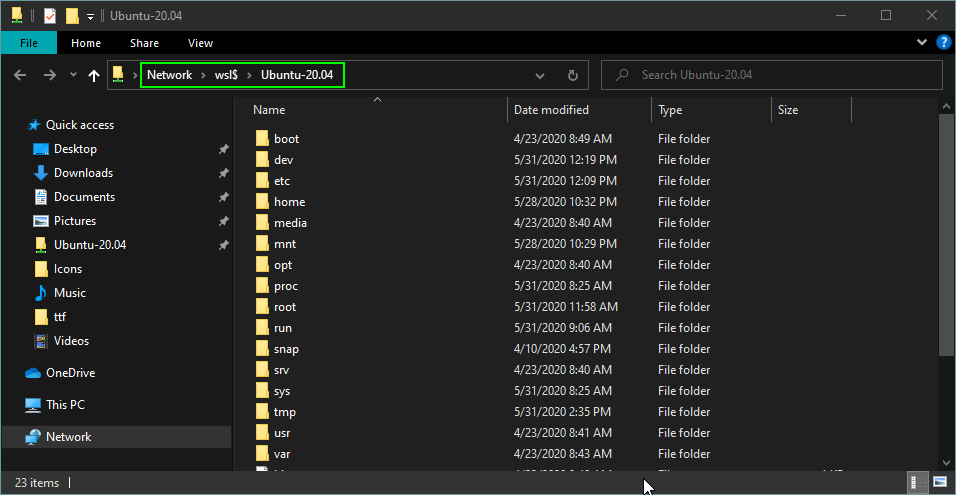 Ubuntu-20.04
File Home Share View
Network > wsl$ > Ubuntu-20.04 Search Ubuntu-20.04
Name Date modified Type Size
Quick access
Desktop
Downloads
Documents
Pictures
Ubuntu-20.04
Icons
Music
ttf
Videos
OneDrive
This PC
Network
boot 4/23/2020 8:49 AM File folder
dev 5/31/2020 12:19 PM File folder
etc 5/31/2020 12:09 PM File folder
home 5/28/2020 10:32 PM File folder
media 4/23/2020 8:40 AM File folder
mnt 5/28/2020 10:29 PM File folder
opt 4/23/2020 8:40 AM File folder
proc 5/31/2020 8:25 AM File folder
root 5/31/2020 11:58 AM File folder
run 5/31/2020 9:06 AM File folder
snap 4/10/2020 4:57 PM File folder
srv 4/23/2020 8:40 AM File folder
sys 5/31/2020 8:25 AM File folder
tmp 5/31/2020 2:35 PM File folder
usr 4/23/2020 8:41 AM File folder
var 4/23/2020 8:43 AM File folder
23 items